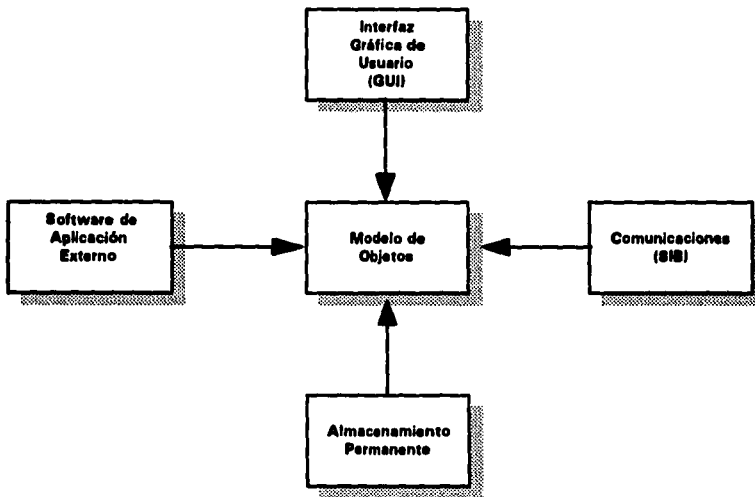 Interfaz
Gráfica de
Usuario
(GUI)
Software de
Aplicación
Externo
Modelo de
Objetos
Comunicaciones
(SIB)
Almacenamiento
Permanente